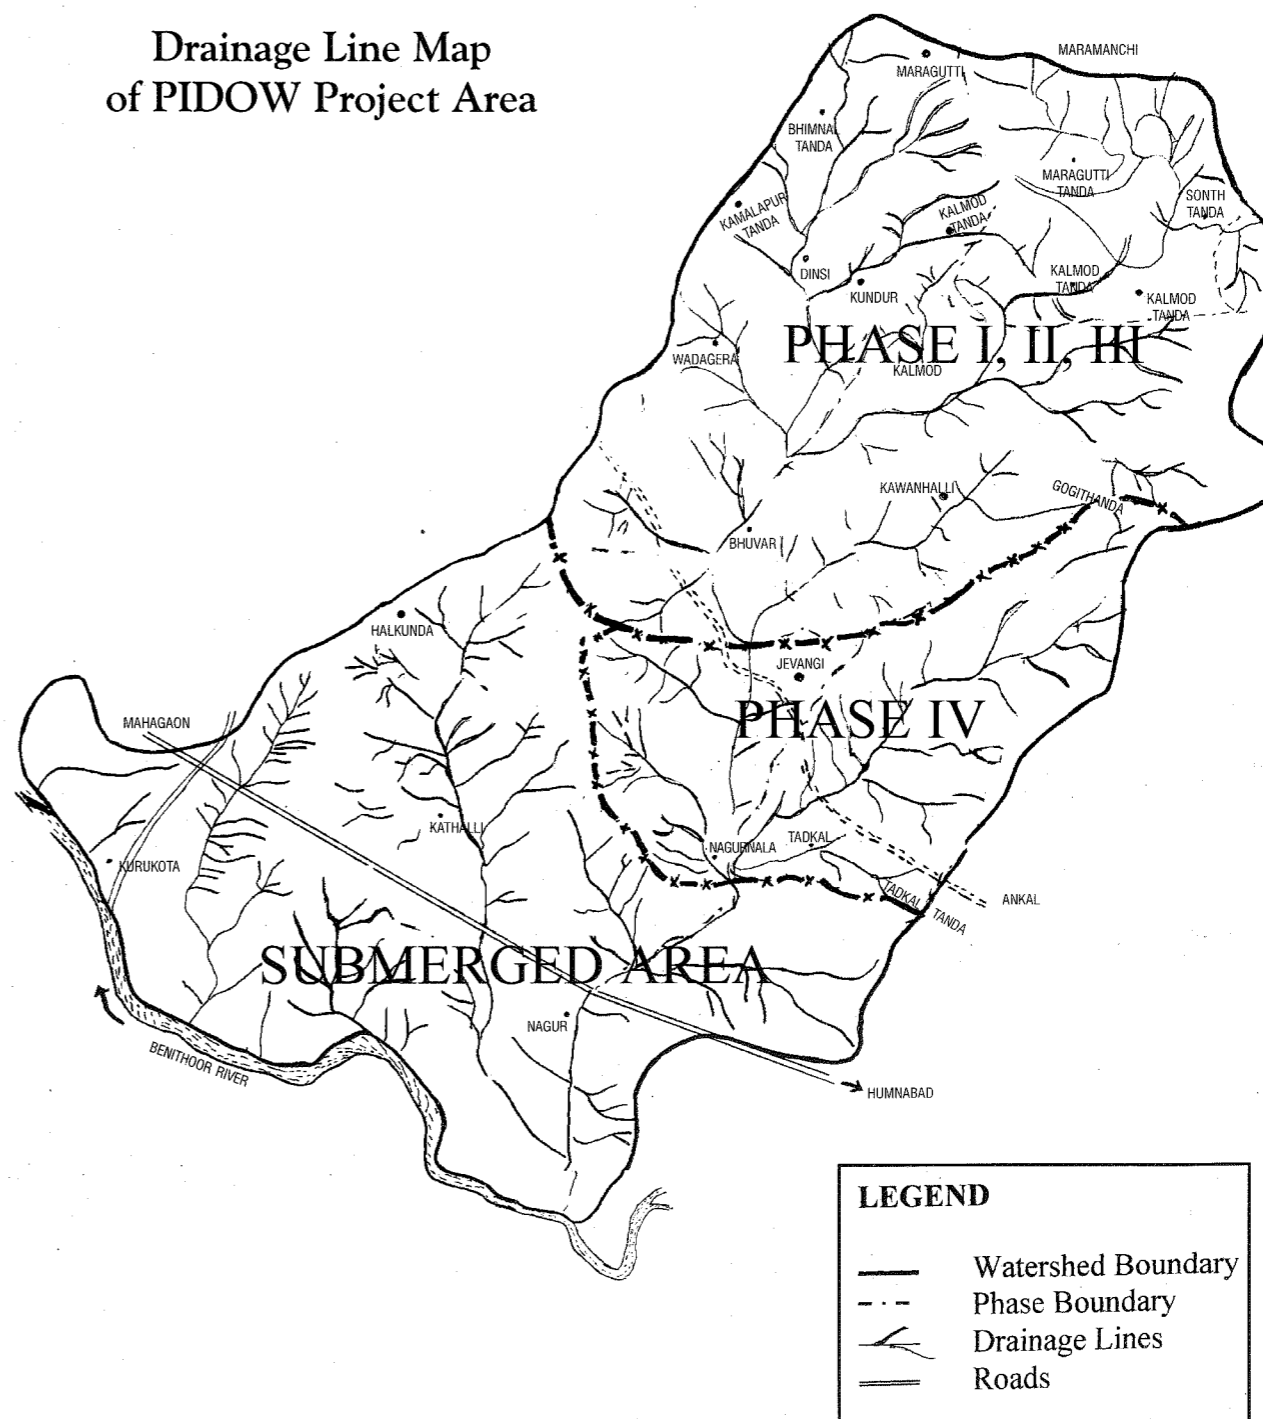 Drainage Line Map
of PIDOW Project Area
MARAMANCHI
MARAGUTTI
BHIMNAL
TANDA
MARAGUTTI
TANDA
SONTH
TANDA
KAMALAPUR
TANDA
KALMOD
TANDA
DINSI
KUNDUR
KALMOD
TANDA
KALMOD
TANDA
PHASE I, II, III
WADAGERA
KALMOD
KAWANHALLI
GOGITHANDA
BHUVAR
HALKUNDA
JEVANGI
PHASE IV
MAHAGAON
KATHALLI
NAGURNALA
TADKAL
KURUKOTA
TADKAL TANDA
ANKAL
SUBMERGED AREA
NAGUR
BENITHOOR RIVER
HUMNABAD
LEGEND
Watershed Boundary
Phase Boundary
Drainage Lines
Roads